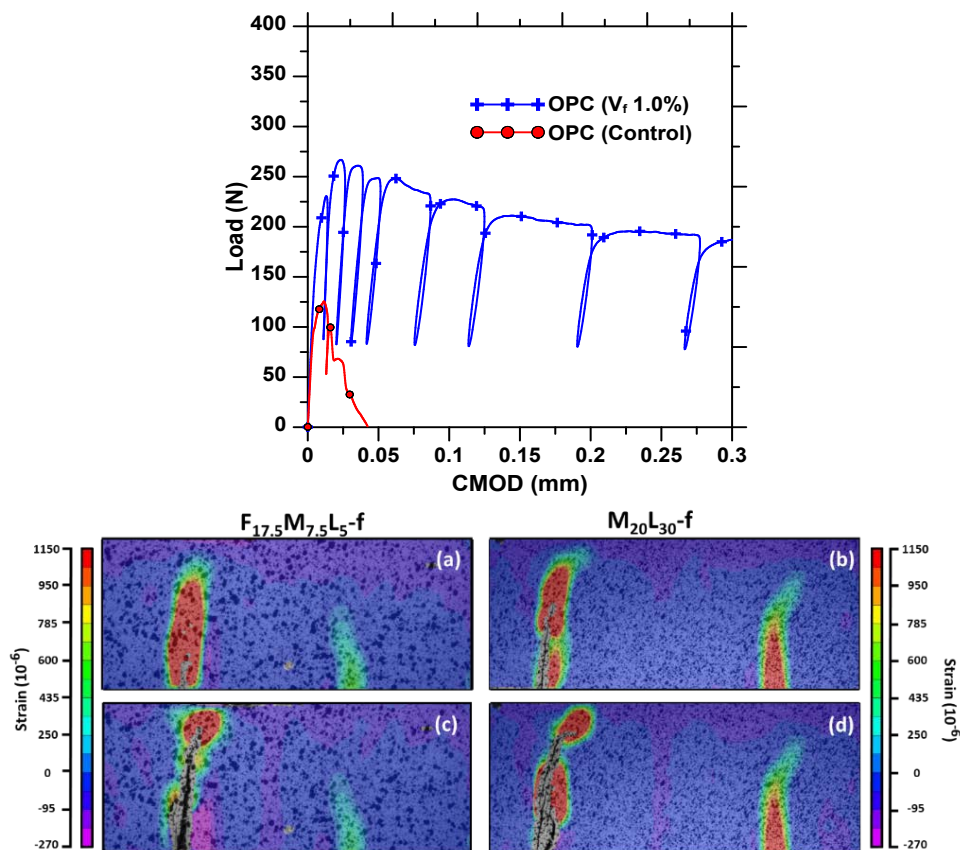 400
350
300
250
200
150
100
50
0
Load (N)
OPC (Vf 1.0%)
OPC (Control)
0 0.05 0.1 0.15 0.2 0.25 0.3
CMOD (mm)
F17.5M7.5L5-f M20L30-f
(a) (b)
(c) (d)
Strain (10-6)
1150
950
785
600
435
250
0
-95
-270
1150
950
785
600
435
250
0
-95
-270
Strain (10-6)